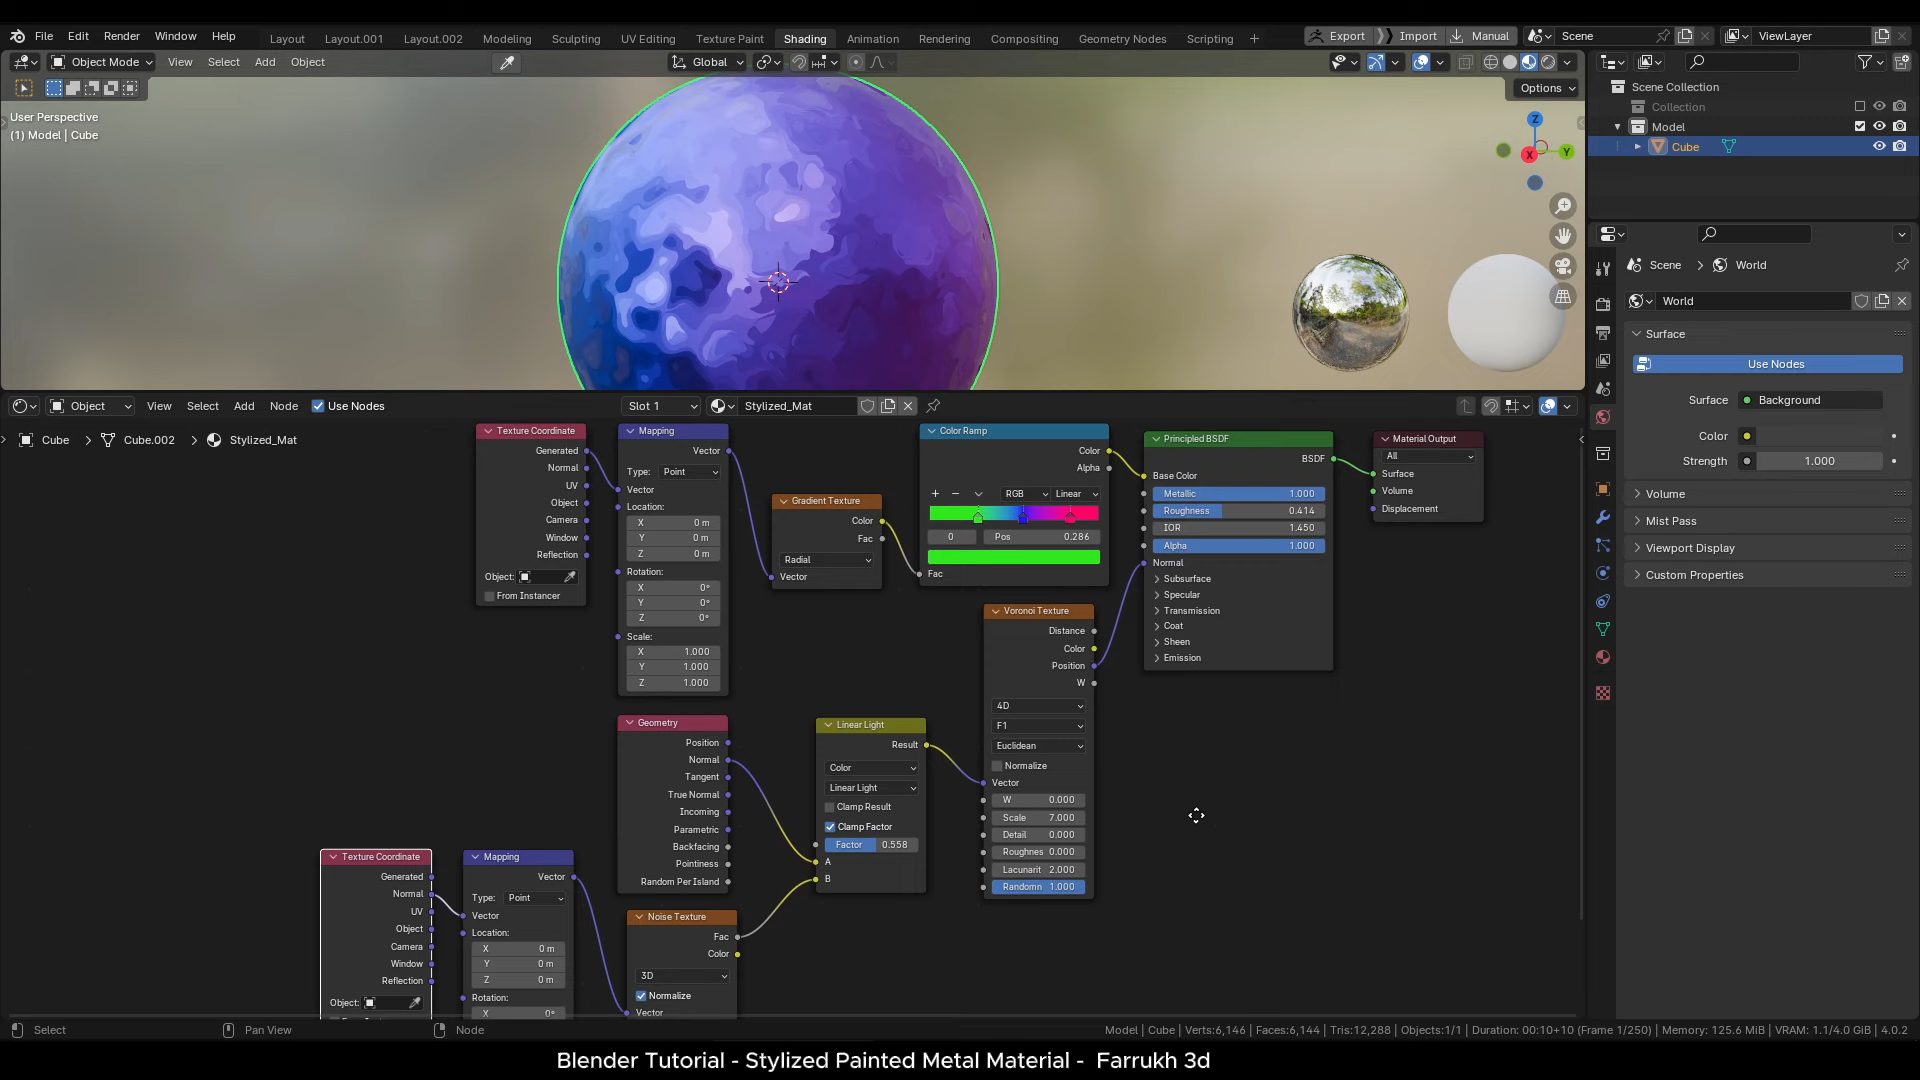 File Edit Render Window Help
Layout Layout.001 Layout.002 Modeling Sculpting UV Editing Texture Paint Shading Animation Rendering Compositing Geometry Nodes Scripting +
Export Import Manual Scene ViewLayer
Object Mode View Select Add Object Global
Options
User Perspective
(1) Model | Cube
Z
X Y
Scene Collection
Collection
Model
Cube
Scene > World
World
Surface
Use Nodes
Surface Background
Color
Strength 1.000
Volume
Mist Pass
Viewport Display
Custom Properties
Object View Select Add Node Use Nodes Slot 1 Stylized_Mat
Cube > Cube.002 > Stylized_Mat
Texture Coordinate
Generated
Normal
UV
Object
Camera
Window
Reflection
Object:
From Instancer
Mapping
Vector
Type: Point
Vector
Location:
X 0 m
Y 0 m
Z 0 m
Rotation:
X 0°
Y 0°
Z 0°
Scale:
X 1.000
Y 1.000
Z 1.000
Gradient Texture
Color
Fac
Radial
Vector
Color Ramp
Color
Alpha
RGB Linear
0 Pos 0.286
Fac
Principled BSDF
BSDF
Base Color
Metallic 1.000
Roughness 0.414
IOR 1.450
Alpha 1.000
Normal
Subsurface
Specular
Transmission
Coat
Sheen
Emission
Material Output
All
Surface
Volume
Displacement
Voronoi Texture
Distance
Color
Position
W
4D
F1
Euclidean
Normalize
Vector
W 0.000
Scale 7.000
Detail 0.000
Roughnes 0.000
Lacunarit 2.000
Randomn 1.000
Geometry
Position
Normal
Tangent
True Normal
Incoming
Parametric
Backfacing
Pointiness
Random Per Island
Linear Light
Result
Color
Linear Light
Clamp Result
Clamp Factor
Factor 0.558
A
B
Texture Coordinate
Generated
Normal
UV
Object
Camera
Window
Reflection
Object:
Mapping
Vector
Type: Point
Vector
Location:
X 0 m
Y 0 m
Z 0 m
Rotation:
X 0°
Noise Texture
Fac
Color
3D
Normalize
Vector
Select Pan View Node
Model | Cube | Verts:6,146 | Faces:6,144 | Tris:12,288 | Objects:1/1 | Duration: 00:10+10 (Frame 1/250) | Memory: 125.6 MiB | VRAM: 1.1/4.0 GiB | 4.0.2
Blender Tutorial - Stylized Painted Metal Material - Farrukh 3d